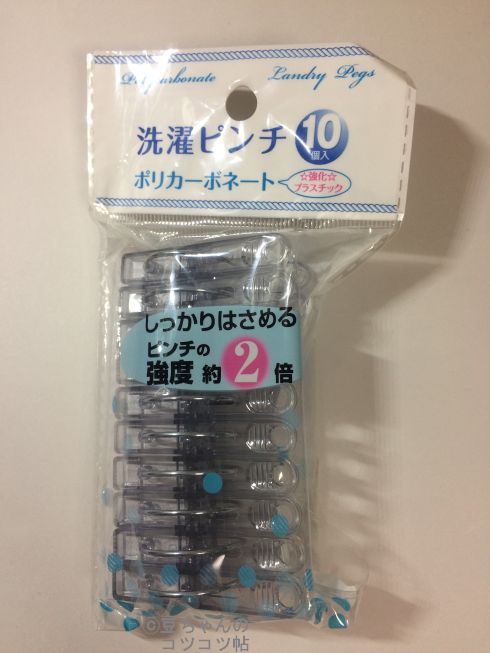 Polycarbonate Landry Pegs
洗濯ピンチ 10個入
ポリカーボネート
☆強化☆
プラスチック
しっかりはさめる
ピンチの
強度 約2倍
©豆ちゃんの
コツコツ帖